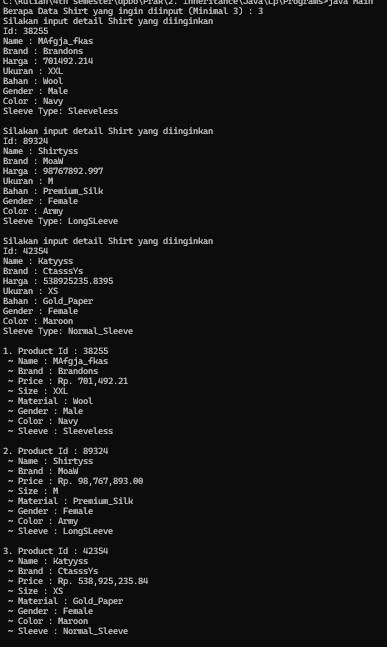 C:\Kulian\4th semester\dpbo\Prak\2. Inheritance\Java\Lp\Programs>java Main
Berapa Data Shirt yang ingin diinput (Minimal 3) : 3
Silakan input detail Shirt yang diinginkan
Id: 38255
Name : MAfgja_fkas
Brand : Brandons
Harga : 701492.214
Ukuran : XXL
Bahan : Wool
Gender : Male
Color : Navy
Sleeve Type: Sleeveless
Silakan input detail Shirt yang diinginkan
Id: 89324
Name : Shirtyss
Brand : MoaW
Harga : 98767892.997
Ukuran : M
Bahan : Premium_Silk
Gender : Female
Color : Army
Sleeve Type: LongSLeeve
Silakan input detail Shirt yang diinginkan
Id: 42354
Name : Katyyss
Brand : CtasssYs
Harga : 538925235.8395
Ukuran : XS
Bahan : Gold_Paper
Gender : Female
Color : Maroon
Sleeve Type: Normal_Sleeve
1. Product Id : 38255
~ Name : MAfgja_fkas
~ Brand : Brandons
~ Price : Rp. 701,492.21
~ Size : XXL
~ Material : Wool
~ Gender : Male
~ Color : Navy
~ Sleeve : Sleeveless
2. Product Id : 89324
~ Name : Shirtyss
~ Brand : MoaW
~ Price : Rp. 98,767,893.00
~ Size : M
~ Material : Premium_Silk
~ Gender : Female
~ Color : Army
~ Sleeve : LongSLeeve
3. Product Id : 42354
~ Name : Katyyss
~ Brand : CtasssYs
~ Price : Rp. 538,925,235.84
~ Size : XS
~ Material : Gold_Paper
~ Gender : Female
~ Color : Maroon
~ Sleeve : Normal_Sleeve